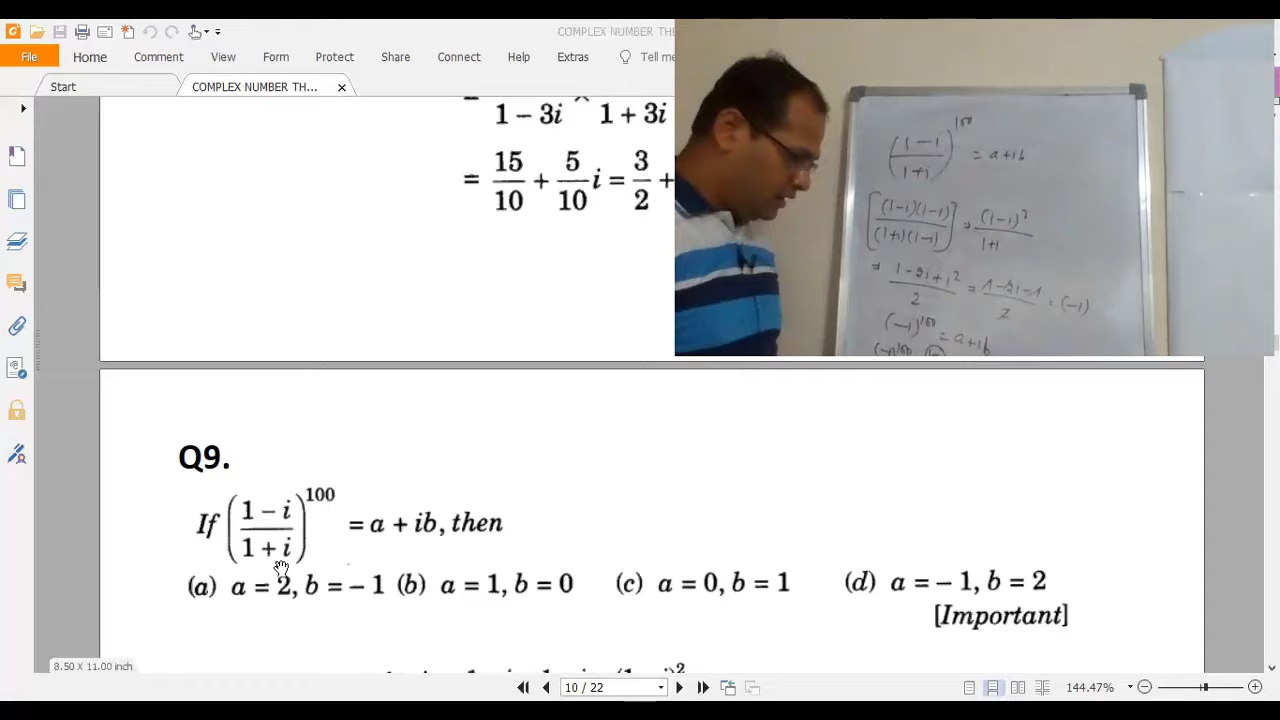 COMPLEX NUMBER THE
File Home Comment View Form Protect Share Connect Help Extras Tell me
Start COMPLEX NUMBER TH... ×
1 − 3i × 1 + 3i
= 15/10 + 5/10 i = 3/2 +
(1−i/1+i)^100 = a+ib
[(1−i)(1−i)/(1+i)(1−i)] ⇒ (1−i)²/1+1
⇒ 1−2i+i²/2 = 1−2i−1/2 = (−i)
(−i)^100 = a+ib
Q9.
If (1 − i/1 + i)^100 = a + ib, then
(a) a = 2, b = − 1 (b) a = 1, b = 0 (c) a = 0, b = 1 (d) a = − 1, b = 2
[Important]
8.50 X 11.00 inch
10 / 22 144.47%